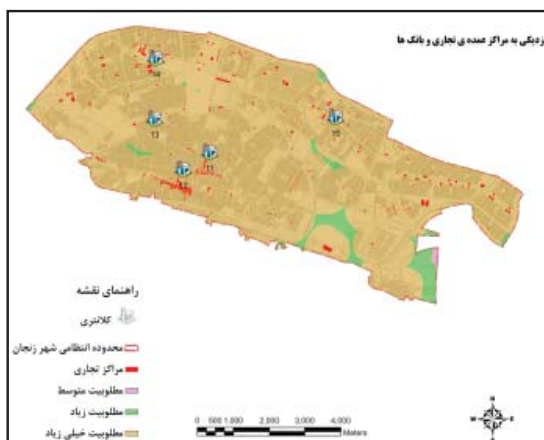 نزدیکی به مراکز عمده ی تجاری و بانک ها
14
13
15
11
12
راهنمای نقشه
کلانتری
محدوده انتظامی شهر زنجان
مراکز تجاری
مطلوبیت متوسط
مطلوبیت زیاد
مطلوبیت خیلی زیاد
0 500 1,000 2,000 3,000 4,000
Meters
N
W E
S